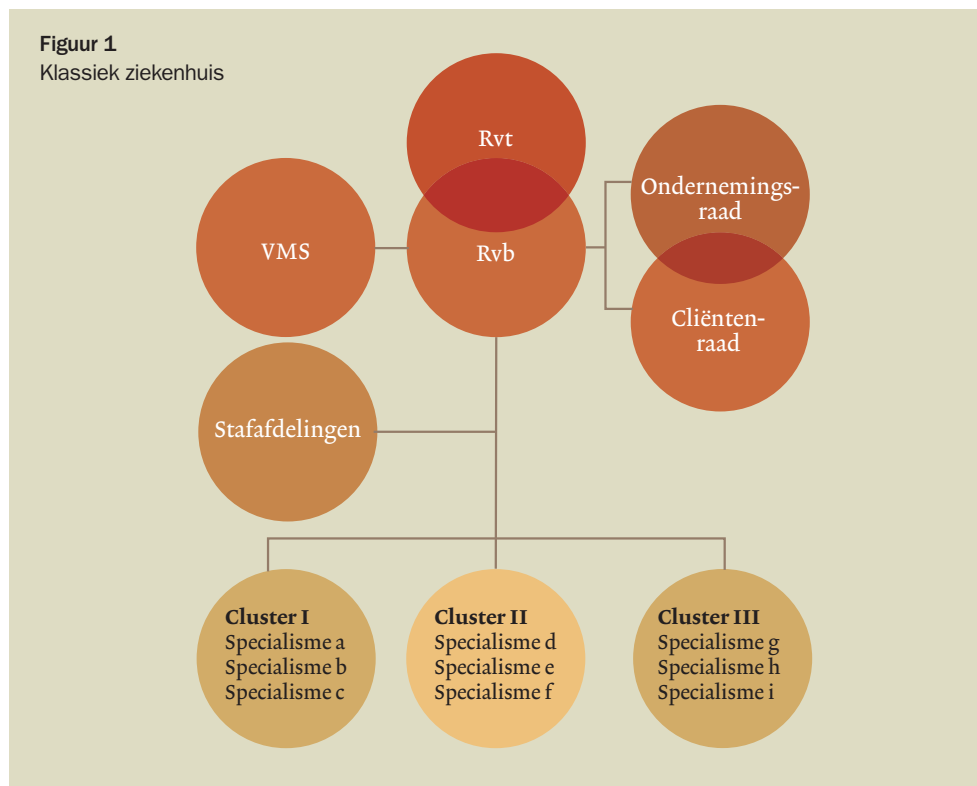 Figuur 1
Klassiek ziekenhuis
Rvt
Ondernemings-
raad
VMS
Rvb
Cliënten-
raad
Stafafdelingen
Cluster I
Specialisme a
Specialisme b
Specialisme c
Cluster II
Specialisme d
Specialisme e
Specialisme f
Cluster III
Specialisme g
Specialisme h
Specialisme i